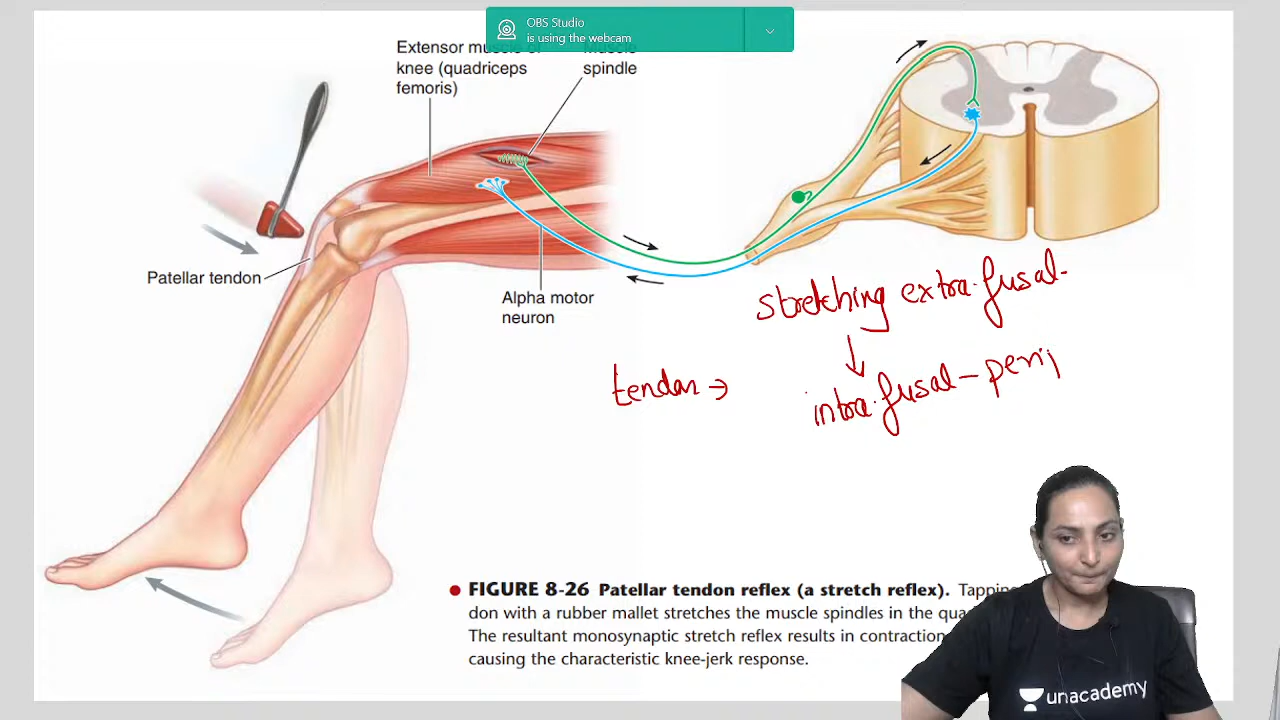 OBS Studio
is using the webcam
Extensor muscle of
knee (quadriceps
femoris)
Muscle
spindle
Patellar tendon
Alpha motor
neuron
stretching extra-fusal-
tendon →
intra-fusal - peri
FIGURE 8-26 Patellar tendon reflex (a stretch reflex). Tapping
don with a rubber mallet stretches the muscle spindles in the quad
The resultant monosynaptic stretch reflex results in contraction
causing the characteristic knee-jerk response.
unacademy